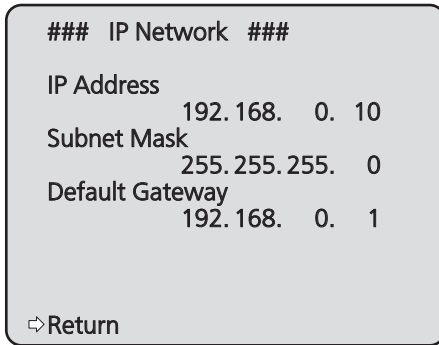 ### IP Network ###
IP Address
192. 168. 0. 10
Subnet Mask
255. 255. 255. 0
Default Gateway
192. 168. 0. 1
⇨Return